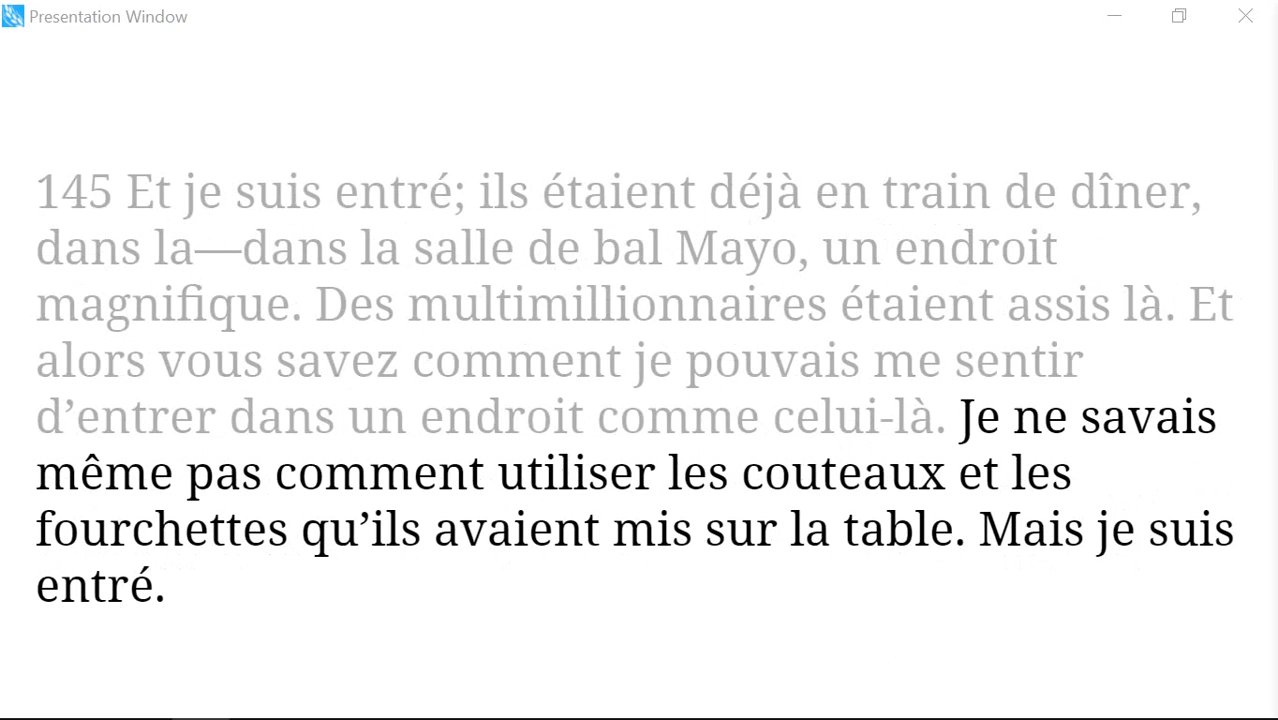 Presentation Window
145 Et je suis entré; ils étaient déjà en train de dîner,
dans la—dans la salle de bal Mayo, un endroit
magnifique. Des multimillionnaires étaient assis là. Et
alors vous savez comment je pouvais me sentir
d’entrer dans un endroit comme celui-là. Je ne savais
même pas comment utiliser les couteaux et les
fourchettes qu’ils avaient mis sur la table. Mais je suis
entré.